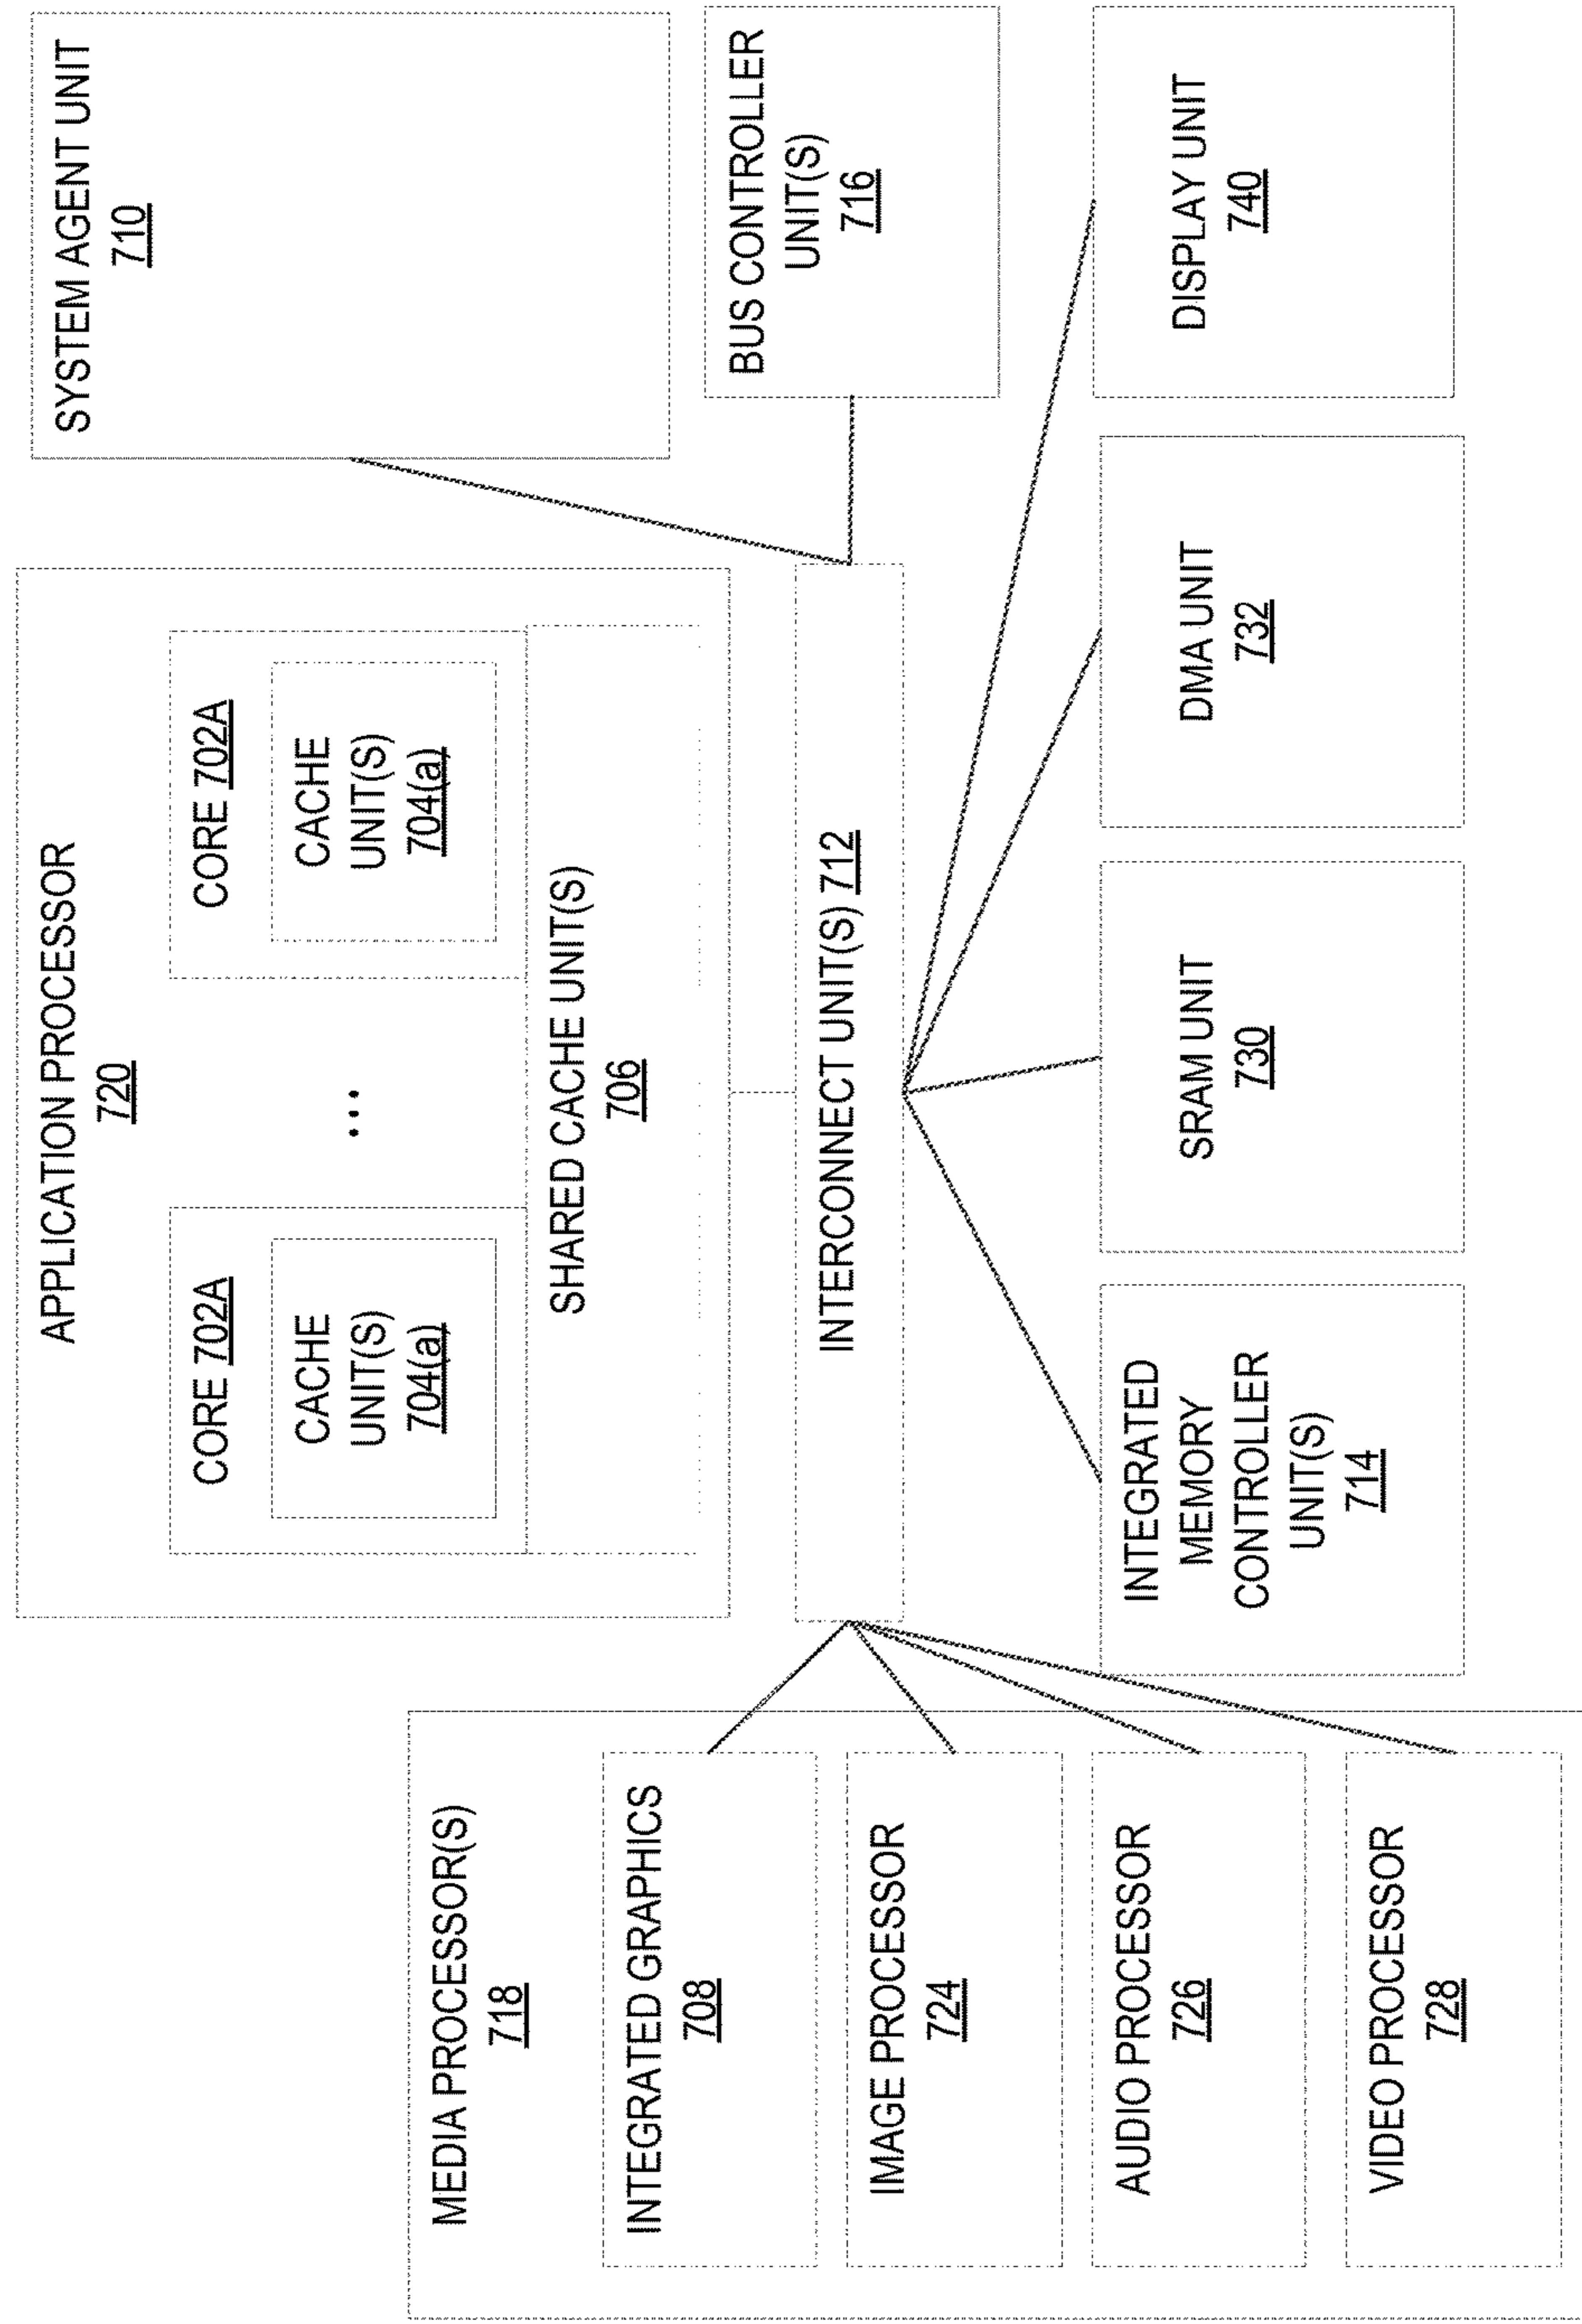 APPLICATION PROCESSOR
720
CORE 702A
CACHE
UNIT(S)
704(a)
...
CORE 702A
CACHE
UNIT(S)
704(a)
SHARED CACHE UNIT(S)
706
SYSTEM AGENT UNIT
710
MEDIA PROCESSOR(S)
718
INTEGRATED GRAPHICS
708
IMAGE PROCESSOR
724
AUDIO PROCESSOR
726
VIDEO PROCESSOR
728
INTERCONNECT UNIT(S) 712
BUS CONTROLLER
UNIT(S)
716
INTEGRATED
MEMORY
CONTROLLER
UNIT(S)
714
SRAM UNIT
730
DMA UNIT
732
DISPLAY UNIT
740